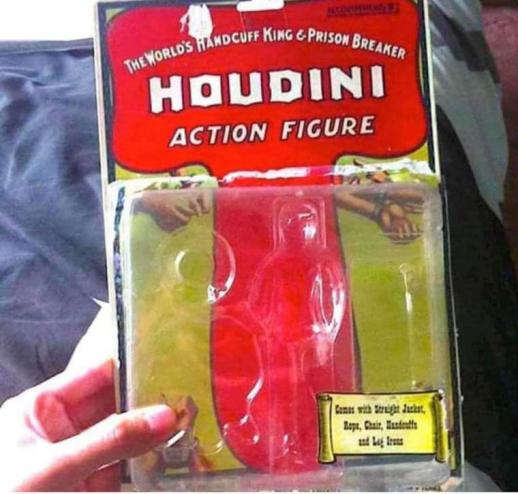 THE WORLD'S HANDCUFF KING & PRISON BREAKER
HOUDINI
ACTION FIGURE
Comes with Straight Jacket,
Rope, Chair, Handcuffs
and Leg Irons